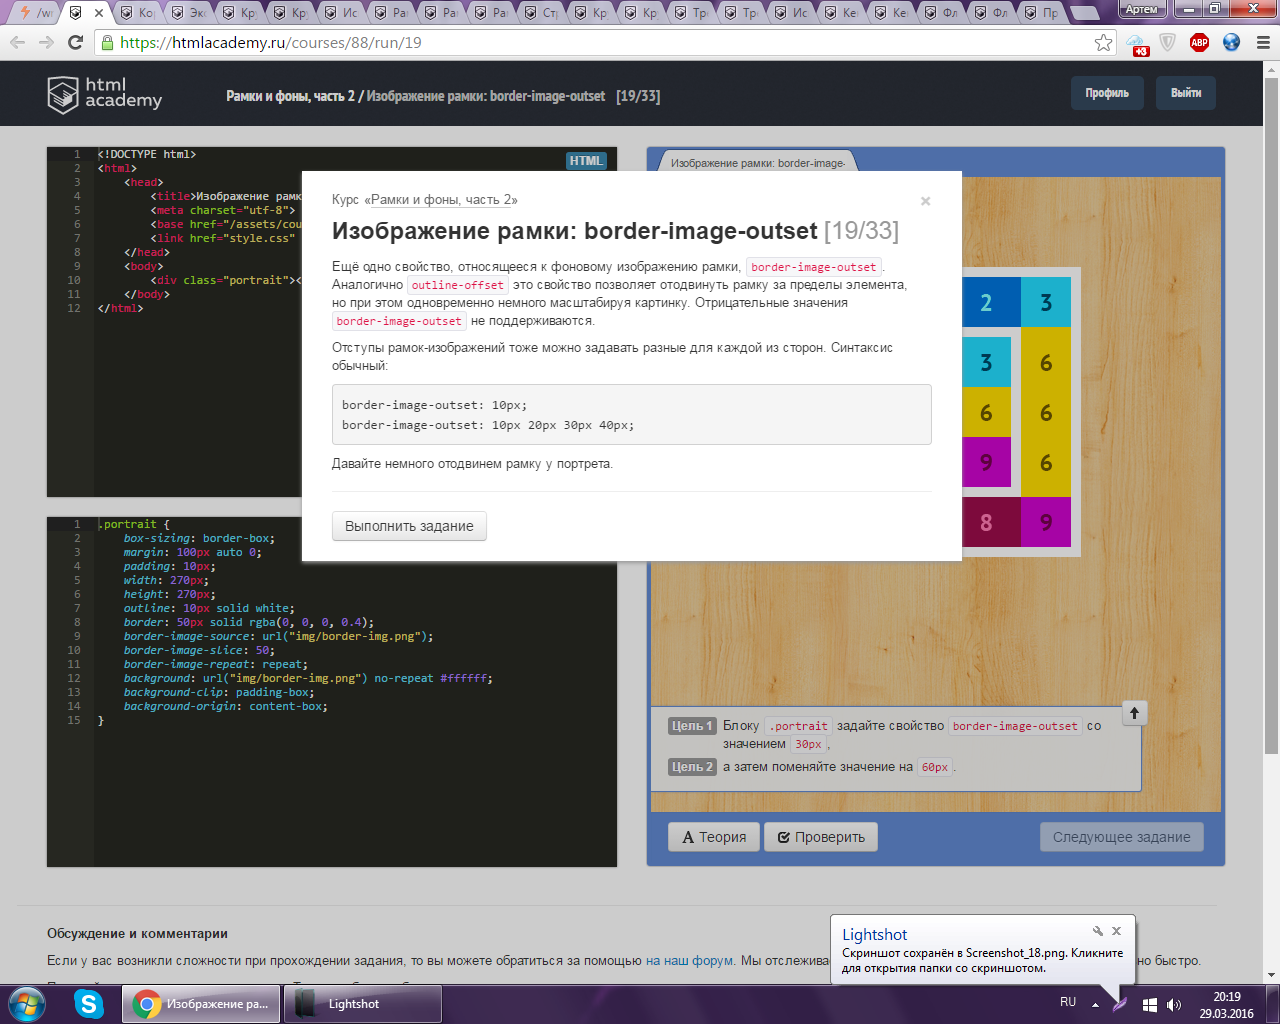 /w
Ко
Экс
Кру
Кру
Ис
Ра
Ра
Ра
Ст
Кр
Кр
Тр
Тр
Ис
Ке
Ке
Фл
Фл
Пр
Артем
https://htmlacademy.ru/courses/88/run/19
+3
ABP
html
academy
Рамки и фоны, часть 2 / Изображение рамки: border-image-outset [19/33]
Профиль
Выйти
1 <!DOCTYPE html>
HTML
2 <html>
3 <head>
4 <title>Изображение рамк
5 <meta charset="utf-8">
6 <base href="/assets/cou
7 <link href="style.css"
8 </head>
9 <body>
10 <div class="portrait"><
11 </body>
12 </html>
Изображение рамки: border-image-
Курс «Рамки и фоны, часть 2»
×
Изображение рамки: border-image-outset [19/33]
Ещё одно свойство, относящееся к фоновому изображению рамки, border-image-outset.
Аналогично outline-offset это свойство позволяет отодвинуть рамку за пределы элемента,
но при этом одновременно немного масштабируя картинку. Отрицательные значения
border-image-outset не поддерживаются.
Отступы рамок-изображений тоже можно задавать разные для каждой из сторон. Синтаксис
обычный:
border-image-outset: 10px;
border-image-outset: 10px 20px 30px 40px;
Давайте немного отодвинем рамку у портрета.
Выполнить задание
2 3
3 6
6 6
9 6
8 9
1 .portrait {
2 box-sizing: border-box;
3 margin: 100px auto 0;
4 padding: 10px;
5 width: 270px;
6 height: 270px;
7 outline: 10px solid white;
8 border: 50px solid rgba(0, 0, 0, 0.4);
9 border-image-source: url("img/border-img.png");
10 border-image-slice: 50;
11 border-image-repeat: repeat;
12 background: url("img/border-img.png") no-repeat #ffffff;
13 background-clip: padding-box;
14 background-origin: content-box;
15 }
Цель 1 Блоку .portrait задайте свойство border-image-outset со
значением 30px,
Цель 2 а затем поменяйте значение на 60px.
Теория
Проверить
Следующее задание
Обсуждение и комментарии
Если у вас возникли сложности при прохождении задания, то вы можете обратиться за помощью на наш форум. Мы отслежива
но быстро.
Lightshot
Скриншот сохранён в Screenshot_18.png. Кликните
для открытия папки со скриншотом.
Изображение ра...
Lightshot
RU
20:19
29.03.2016